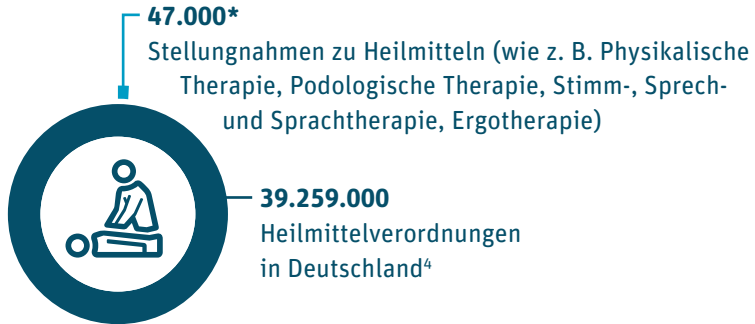 47.000*
Stellungnahmen zu Heilmitteln (wie z. B. Physikalische
Therapie, Podologische Therapie, Stimm-, Sprech-
und Sprachtherapie, Ergotherapie)
39.259.000
Heilmittelverordnungen
in Deutschland⁴